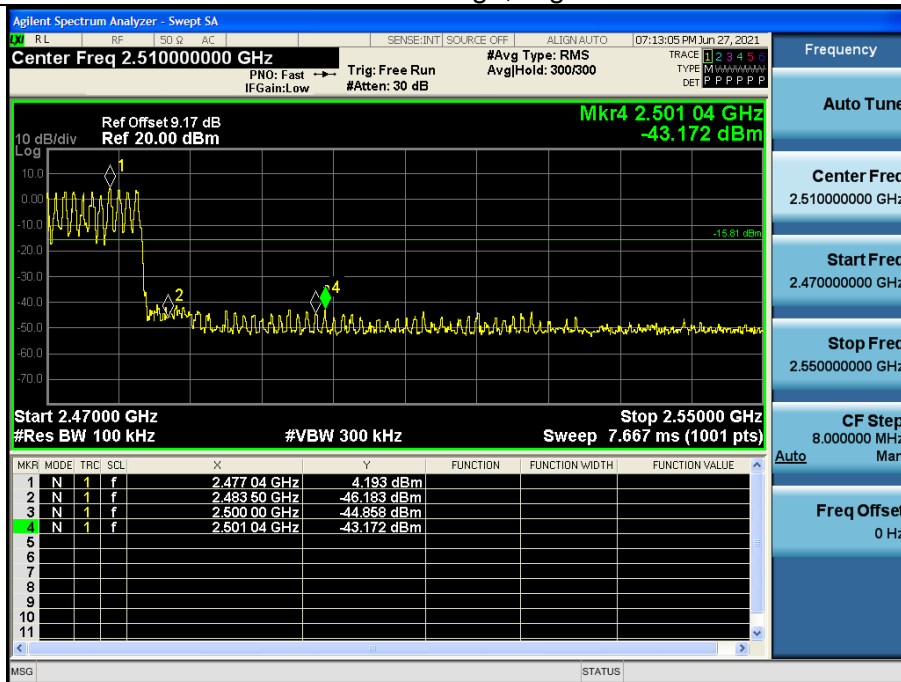 Agilent Spectrum Analyzer - Swept SA
LXI RL RF 50 Ω AC SENSE:INT SOURCE OFF ALIGN AUTO 07:13:05 PM Jun 27, 2021
Center Freq 2.510000000 GHz #Avg Type: RMS TRACE 1 2 3 4 5 6
PNO: Fast Trig: Free Run Avg|Hold: 300/300 TYPE M WWWWW
IFGain:Low #Atten: 30 dB DET P P P P P P
Mkr4 2.501 04 GHz
-43.172 dBm
Ref Offset 9.17 dB
10 dB/div Ref 20.00 dBm
Log
10.0
0.00
-10.0
-20.0
-30.0
-40.0
-50.0
-60.0
-70.0
1
2
4
-15.81 dBm
Start 2.47000 GHz Stop 2.55000 GHz
#Res BW 100 kHz #VBW 300 kHz Sweep 7.667 ms (1001 pts)
MKR MODE TRC SCL X Y FUNCTION FUNCTION WIDTH FUNCTION VALUE
1 N 1 f 2.477 04 GHz 4.193 dBm
2 N 1 f 2.483 50 GHz -46.183 dBm
3 N 1 f 2.500 00 GHz -44.858 dBm
4 N 1 f 2.501 04 GHz -43.172 dBm
5
6
7
8
9
10
11
MSG STATUS
Frequency
Auto Tune
Center Freq
2.510000000 GHz
Start Freq
2.470000000 GHz
Stop Freq
2.550000000 GHz
CF Step
8.000000 MHz
Auto Man
Freq Offset
0 Hz